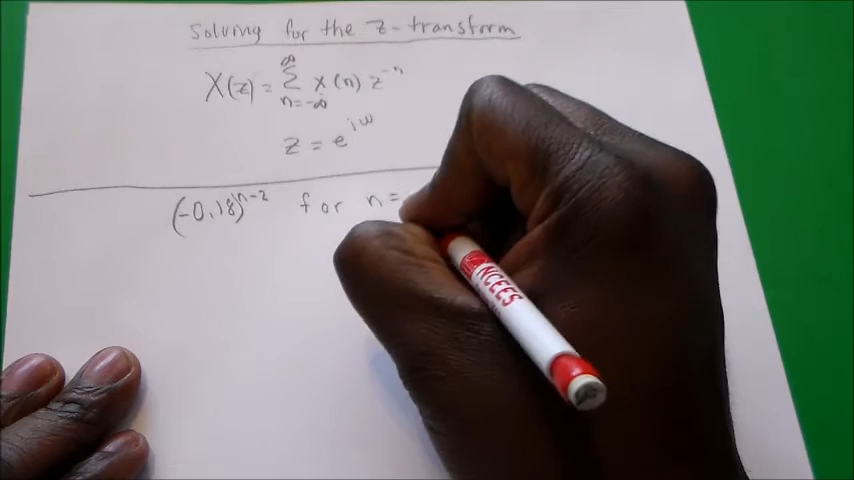 Solving for the z-transform
X(z) = ∞ Σ n=-∞ x(n) z^-n
z = e^jω
(-0.18)^n-2 for n=
NCEES